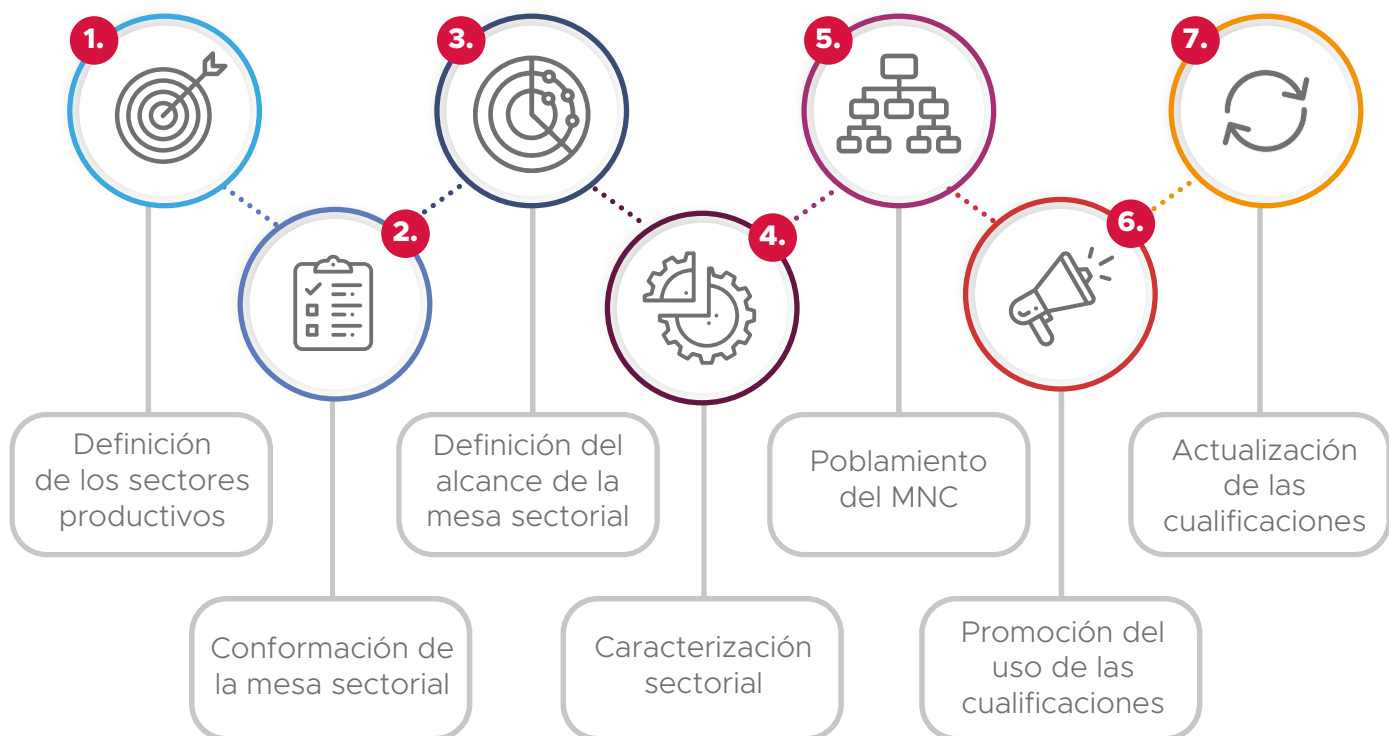 1.
Definición
de los sectores
productivos
2.
Conformación de
la mesa sectorial
3.
Definición del
alcance de la
mesa sectorial
4.
Caracterización
sectorial
5.
Poblamiento
del MNC
6.
Promoción del
uso de las
cualificaciones
7.
Actualización
de las
cualificaciones